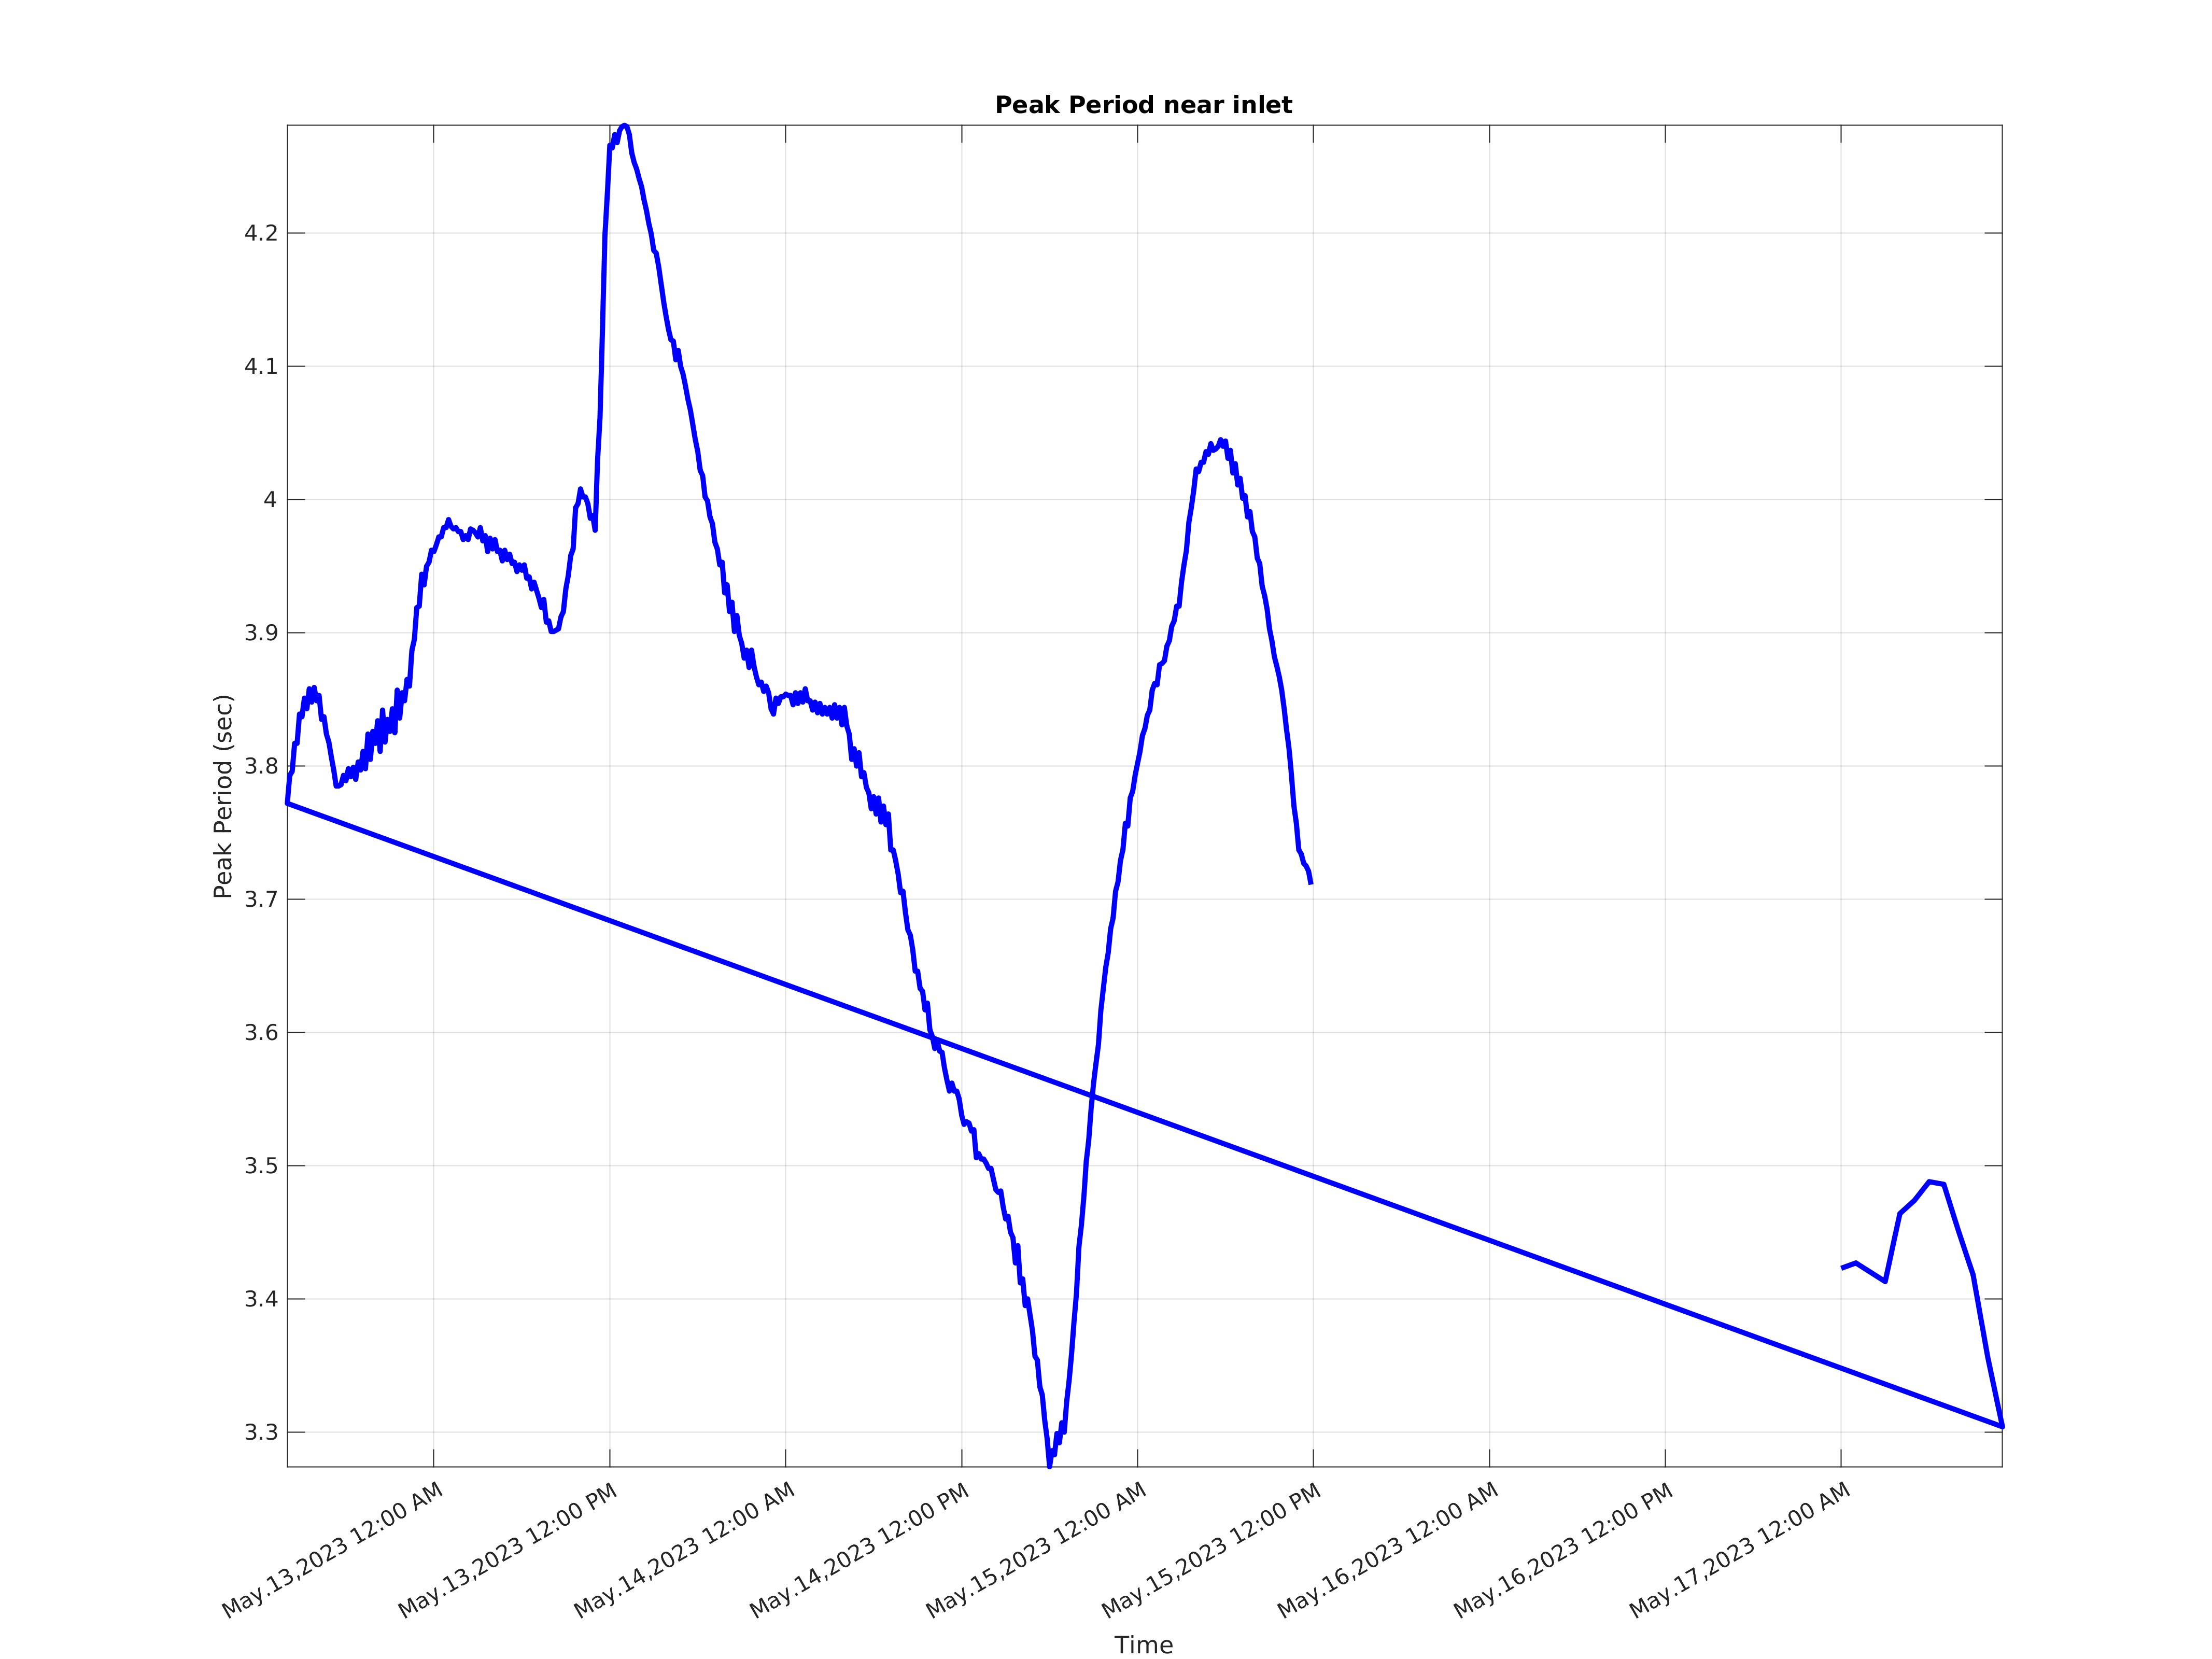 Peak Period near inlet
Peak Period (sec)
4.2
4.1
4
3.9
3.8
3.7
3.6
3.5
3.4
3.3
May.13,2023 12:00 AM
May.13,2023 12:00 PM
May.14,2023 12:00 AM
May.14,2023 12:00 PM
May.15,2023 12:00 AM
May.15,2023 12:00 PM
May.16,2023 12:00 AM
May.16,2023 12:00 PM
May.17,2023 12:00 AM
Time